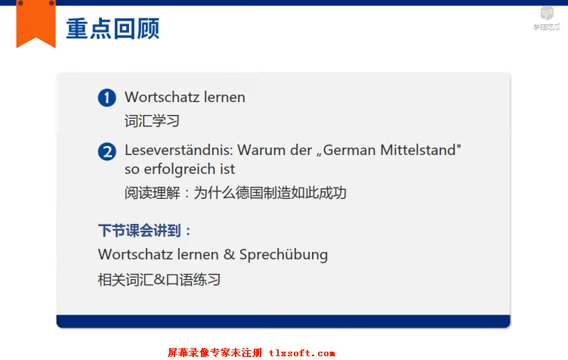 重点回顾
1 Wortschatz lernen
词汇学习
2 Leseverständnis: Warum der „German Mittelstand"
so erfolgreich ist
阅读理解：为什么德国制造如此成功
下节课会讲到：
Wortschatz lernen & Sprechübung
相关词汇&口语练习
屏幕录像专家未注册 tlxsoft.com